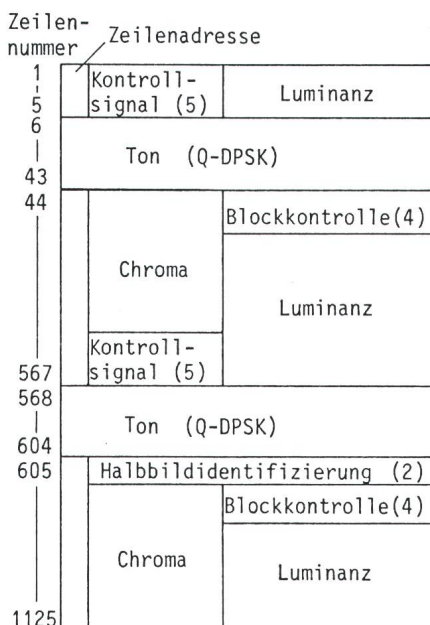 Zeilen-
nummer
Zeilenadresse
1
5
Kontroll-
signal (5)
Luminanz
6
43
Ton (Q-DPSK)
44
Blockkontrolle(4)
Chroma
Luminanz
Kontroll-
signal (5)
567
568
604
Ton (Q-DPSK)
605
Halbbildidentifizierung (2)
Blockkontrolle(4)
Chroma
Luminanz
1125